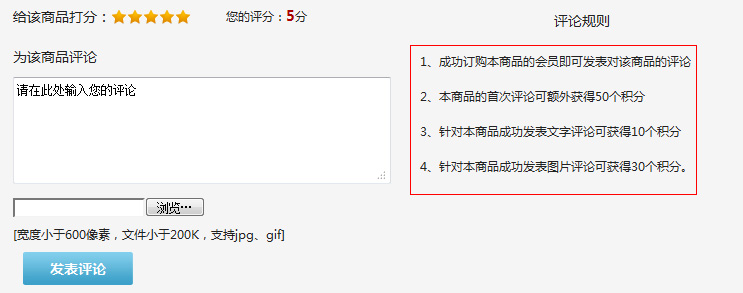 给该商品打分：
您的评分：5分
为该商品评论
请在此处输入您的评论
浏览…
[宽度小于600像素，文件小于200K，支持jpg、gif]
发表评论
评论规则
1、成功订购本商品的会员即可发表对该商品的评论
2、本商品的首次评论可额外获得50个积分
3、针对本商品成功发表文字评论可获得10个积分
4、针对本商品成功发表图片评论可获得30个积分。